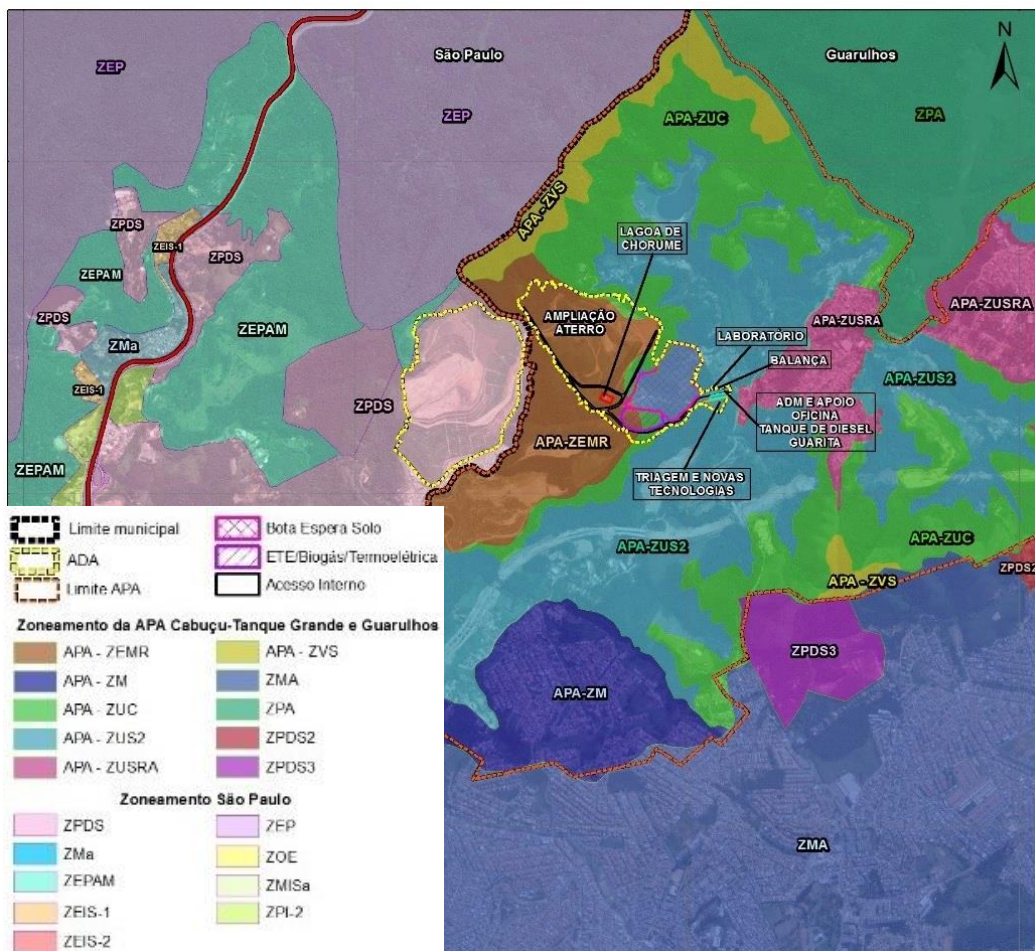 São Paulo
Guarulhos
N
ZEP
ZEP
APA-ZUC
ZPA
APA - ZVS
ZPDS
ZEIS-1
ZPDS
LAGOA DE
CHORUME
ZEPAM
APA-ZUSRA
AMPLIAÇÃO
ATERRO
APA-ZUSRA
ZPDS
ZEPAM
LABORATÓRIO
ZMa
BALANÇA
APA-ZUS2
ZEIS-1
ZPDS
ADM E APOIO
OFICINA
TANQUE DE DIESEL
GUARITA
APA-ZEMR
ZEPAM
TRIAGEM E NOVAS
TECNOLOGIAS
APA-ZUS2
APA-ZUC
APA - ZVS
ZPDS2
ZPDS3
APA-ZM
ZMA
Limite municipal
Bota Espera Solo
ADA
ETE/Biogás/Termoelétrica
Limite APA
Acesso Interno
Zoneamento da APA Cabuçu-Tanque Grande e Guarulhos
APA - ZEMR
APA - ZVS
APA - ZM
ZMA
APA - ZUC
ZPA
APA - ZUS2
ZPDS2
APA - ZUSRA
ZPDS3
Zoneamento São Paulo
ZPDS
ZEP
ZMa
ZOE
ZEPAM
ZMISa
ZEIS-1
ZPI-2
ZEIS-2